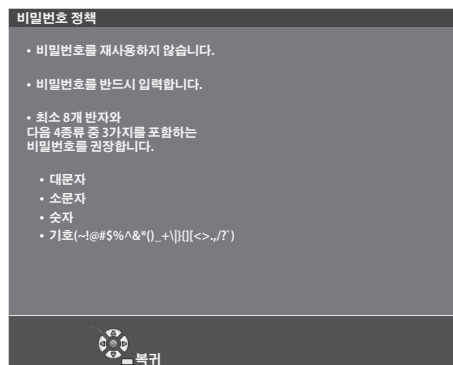 비밀번호 정책
• 비밀번호를 재사용하지 않습니다.
• 비밀번호를 반드시 입력합니다.
• 최소 8개 반자와
다음 4종류 중 3가지를 포함하는
비밀번호를 권장합니다.
• 대문자
• 소문자
• 숫자
• 기호(~!@#$%^&*()_+\|}{][<>.,/?`)
복귀